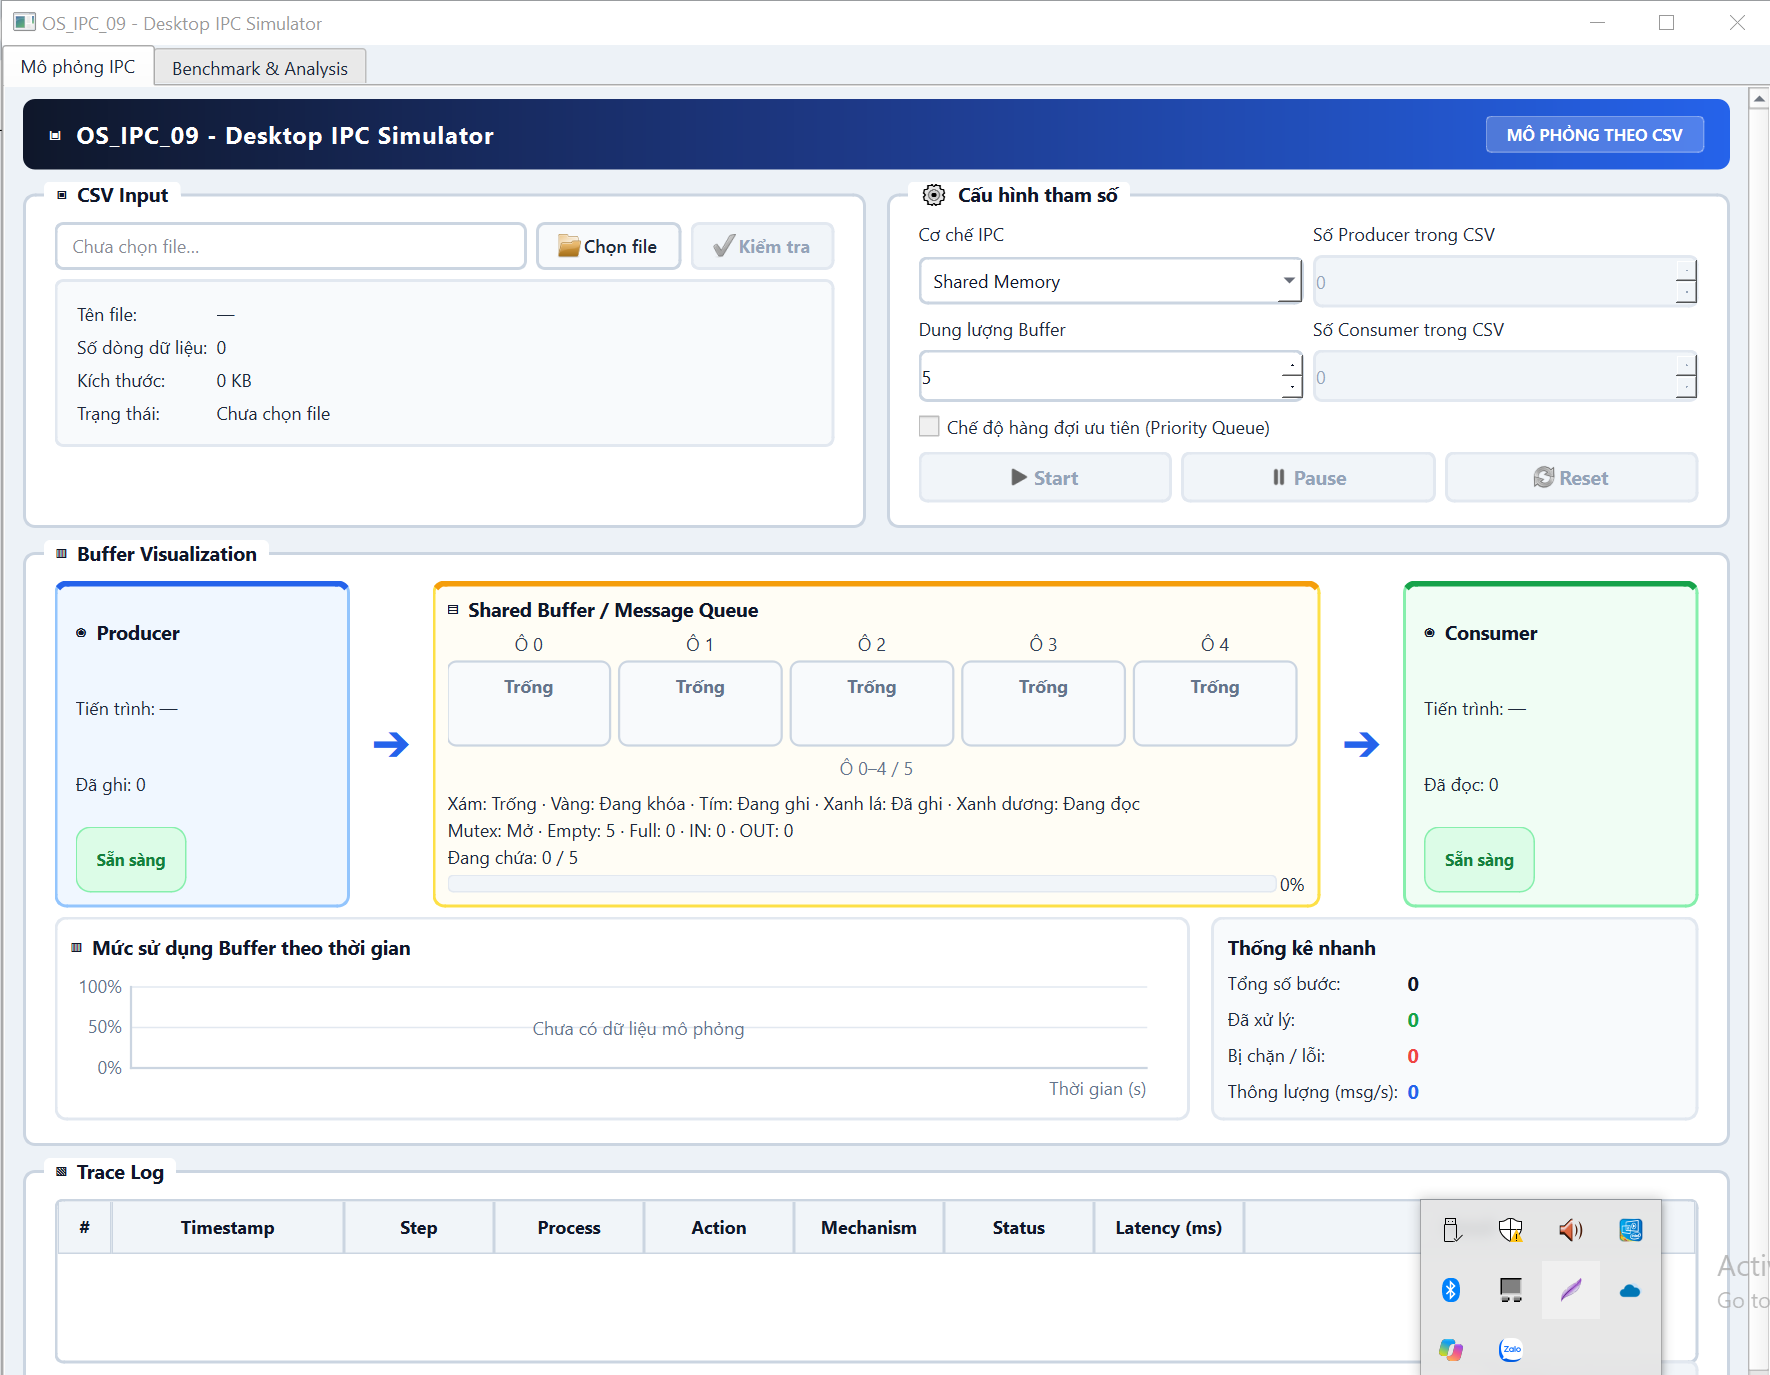 OS_IPC_09 - Desktop IPC Simulator
Mô phỏng IPC
Benchmark & Analysis
OS_IPC_09 - Desktop IPC Simulator
MÔ PHỎNG THEO CSV
CSV Input
Chưa chọn file...
Chọn file
Kiểm tra
Tên file: —
Số dòng dữ liệu: 0
Kích thước: 0 KB
Trạng thái: Chưa chọn file
Cấu hình tham số
Cơ chế IPC
Số Producer trong CSV
Shared Memory
0
Dung lượng Buffer
Số Consumer trong CSV
5
0
Chế độ hàng đợi ưu tiên (Priority Queue)
Start
Pause
Reset
Buffer Visualization
Producer
Tiến trình: —
Đã ghi: 0
Sẵn sàng
Shared Buffer / Message Queue
Ô 0 Ô 1 Ô 2 Ô 3 Ô 4
Trống Trống Trống Trống Trống
Ô 0–4 / 5
Xám: Trống · Vàng: Đang khóa · Tím: Đang ghi · Xanh lá: Đã ghi · Xanh dương: Đang đọc
Mutex: Mở · Empty: 5 · Full: 0 · IN: 0 · OUT: 0
Đang chứa: 0 / 5
0%
Consumer
Tiến trình: —
Đã đọc: 0
Sẵn sàng
Mức sử dụng Buffer theo thời gian
100%
50%
0%
Chưa có dữ liệu mô phỏng
Thời gian (s)
Thống kê nhanh
Tổng số bước: 0
Đã xử lý: 0
Bị chặn / lỗi: 0
Thông lượng (msg/s): 0
Trace Log
# Timestamp Step Process Action Mechanism Status Latency (ms)
Zalo
Acti
Go to